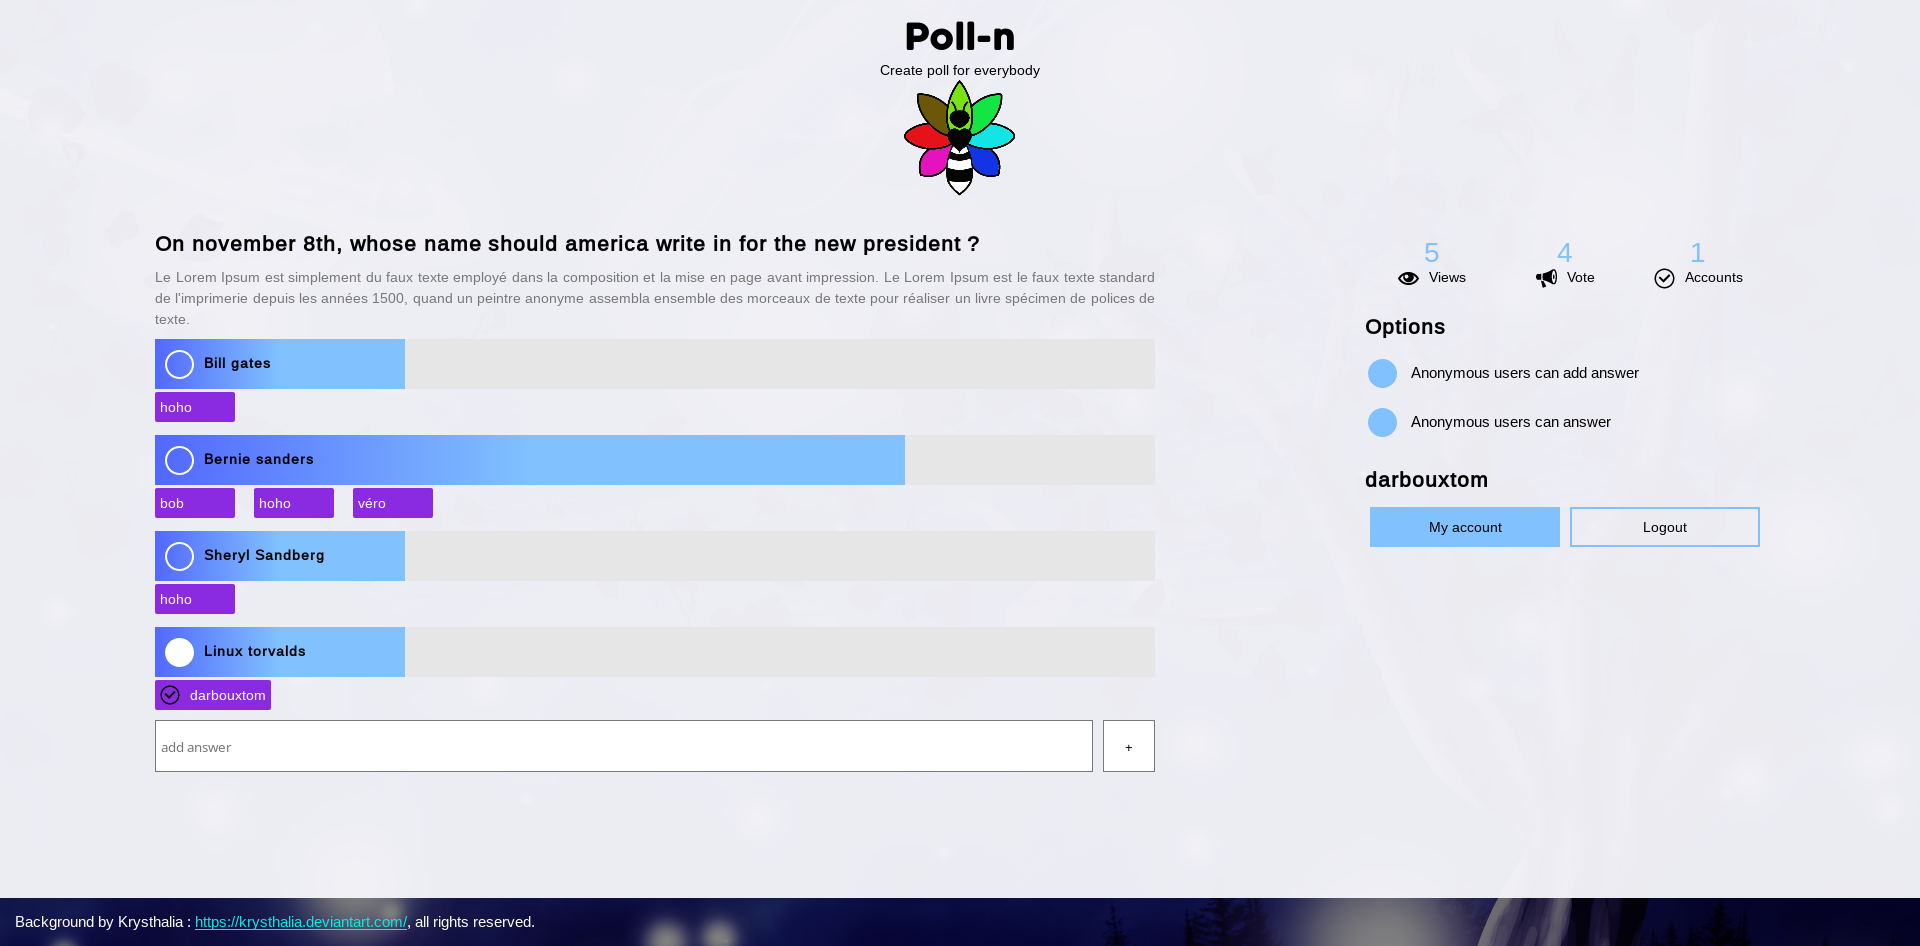 Poll-n
Create poll for everybody
On november 8th, whose name should america write in for the new president ?
Le Lorem Ipsum est simplement du faux texte employé dans la composition et la mise en page avant impression. Le Lorem Ipsum est le faux texte standard
de l'imprimerie depuis les années 1500, quand un peintre anonyme assembla ensemble des morceaux de texte pour réaliser un livre spécimen de polices de
texte.
Bill gates
hoho
Bernie sanders
bob hoho véro
Sheryl Sandberg
hoho
Linux torvalds
darbouxtom
add answer +
5 4 1
Views Vote Accounts
Options
Anonymous users can add answer
Anonymous users can answer
darbouxtom
My account Logout
Background by Krysthalia : https://krysthalia.deviantart.com/, all rights reserved.